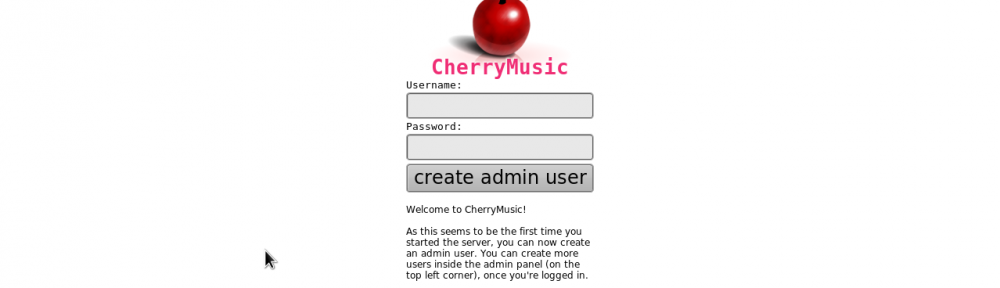 CherryMusic
Username:
Password:
create admin user
Welcome to CherryMusic!
As this seems to be the first time you
started the server, you can now create
an admin user. You can create more
users inside the admin panel (on the
top left corner), once you're logged in.